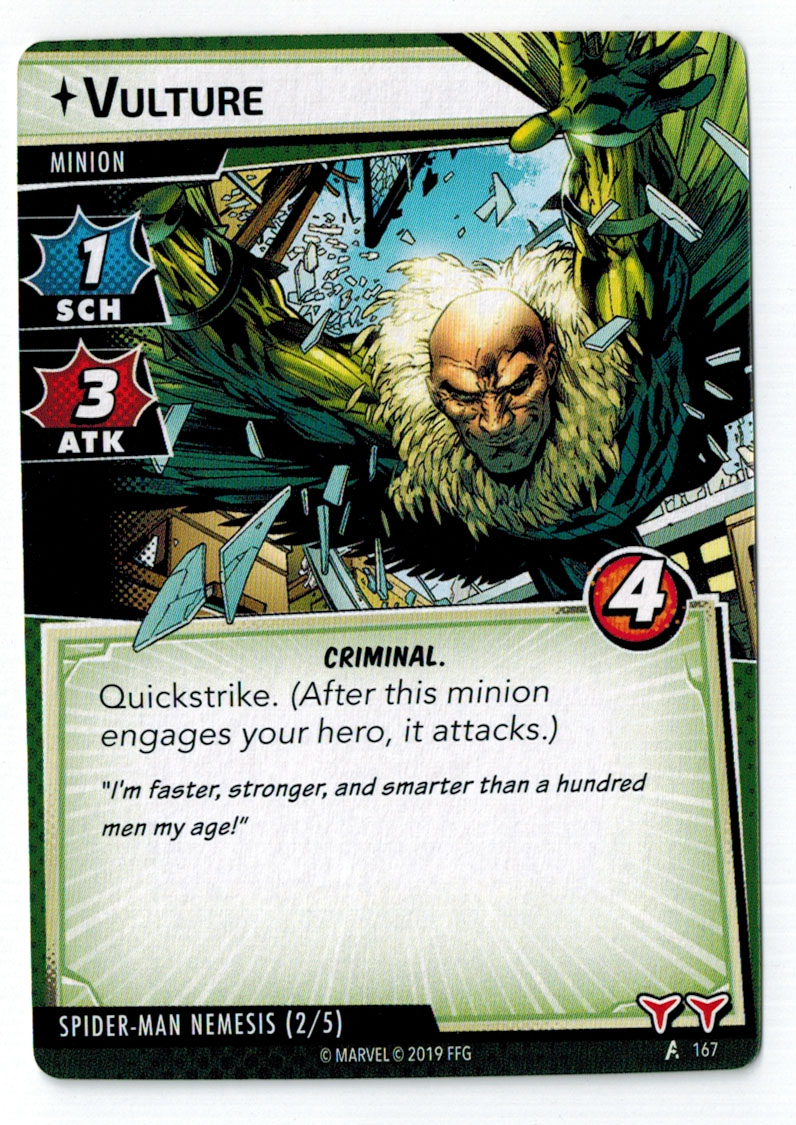 VULTURE
MINION
1
SCH
3
ATK
4
CRIMINAL.
Quickstrike. (After this minion
engages your hero, it attacks.)
"I'm faster, stronger, and smarter than a hundred
men my age!"
SPIDER-MAN NEMESIS (2/5)
© MARVEL © 2019 FFG
167